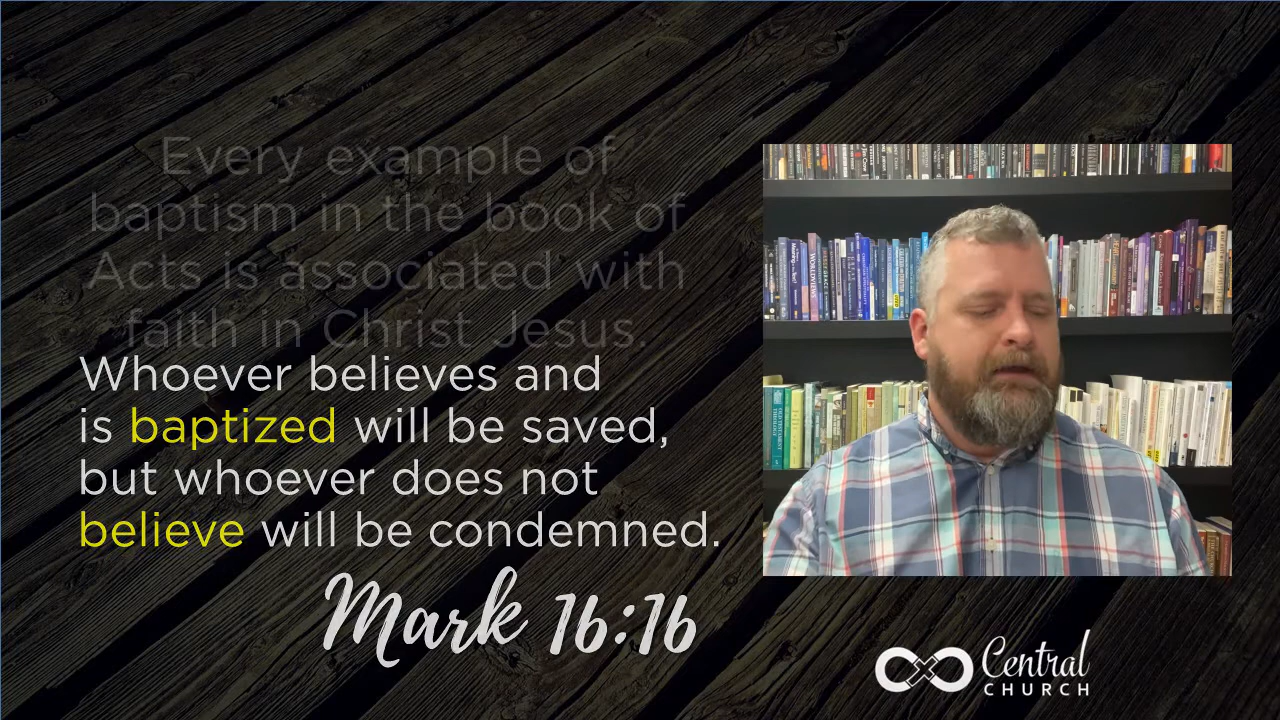 Every example of
baptism in the book of
Acts is associated with
faith in Christ Jesus.
Whoever believes and
is baptized will be saved,
but whoever does not
believe will be condemned.
Mark 16:16
Central
CHURCH